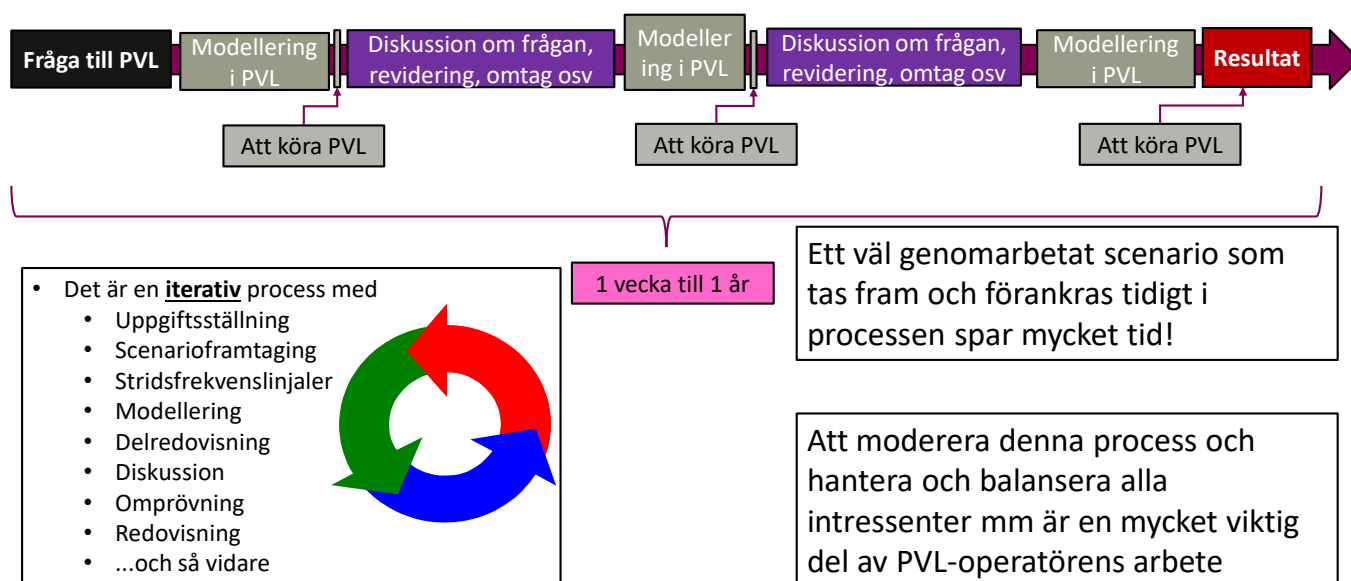 Fråga till PVL
Modellering
i PVL
Diskussion om frågan,
revidering, omtag osv
Modeller
ing i PVL
Diskussion om frågan,
revidering, omtag osv
Modellering
i PVL
Resultat
Att köra PVL
Att köra PVL
Att köra PVL
1 vecka till 1 år
• Det är en iterativ process med
• Uppgiftsställning
• Scenarioframtaging
• Stridsfrekvenslinjaler
• Modellering
• Delredovisning
• Diskussion
• Omprövning
• Redovisning
• ...och så vidare
Ett väl genomarbetat scenario som
tas fram och förankras tidigt i
processen spar mycket tid!
Att moderera denna process och
hantera och balansera alla
intressenter mm är en mycket viktig
del av PVL-operatörens arbete